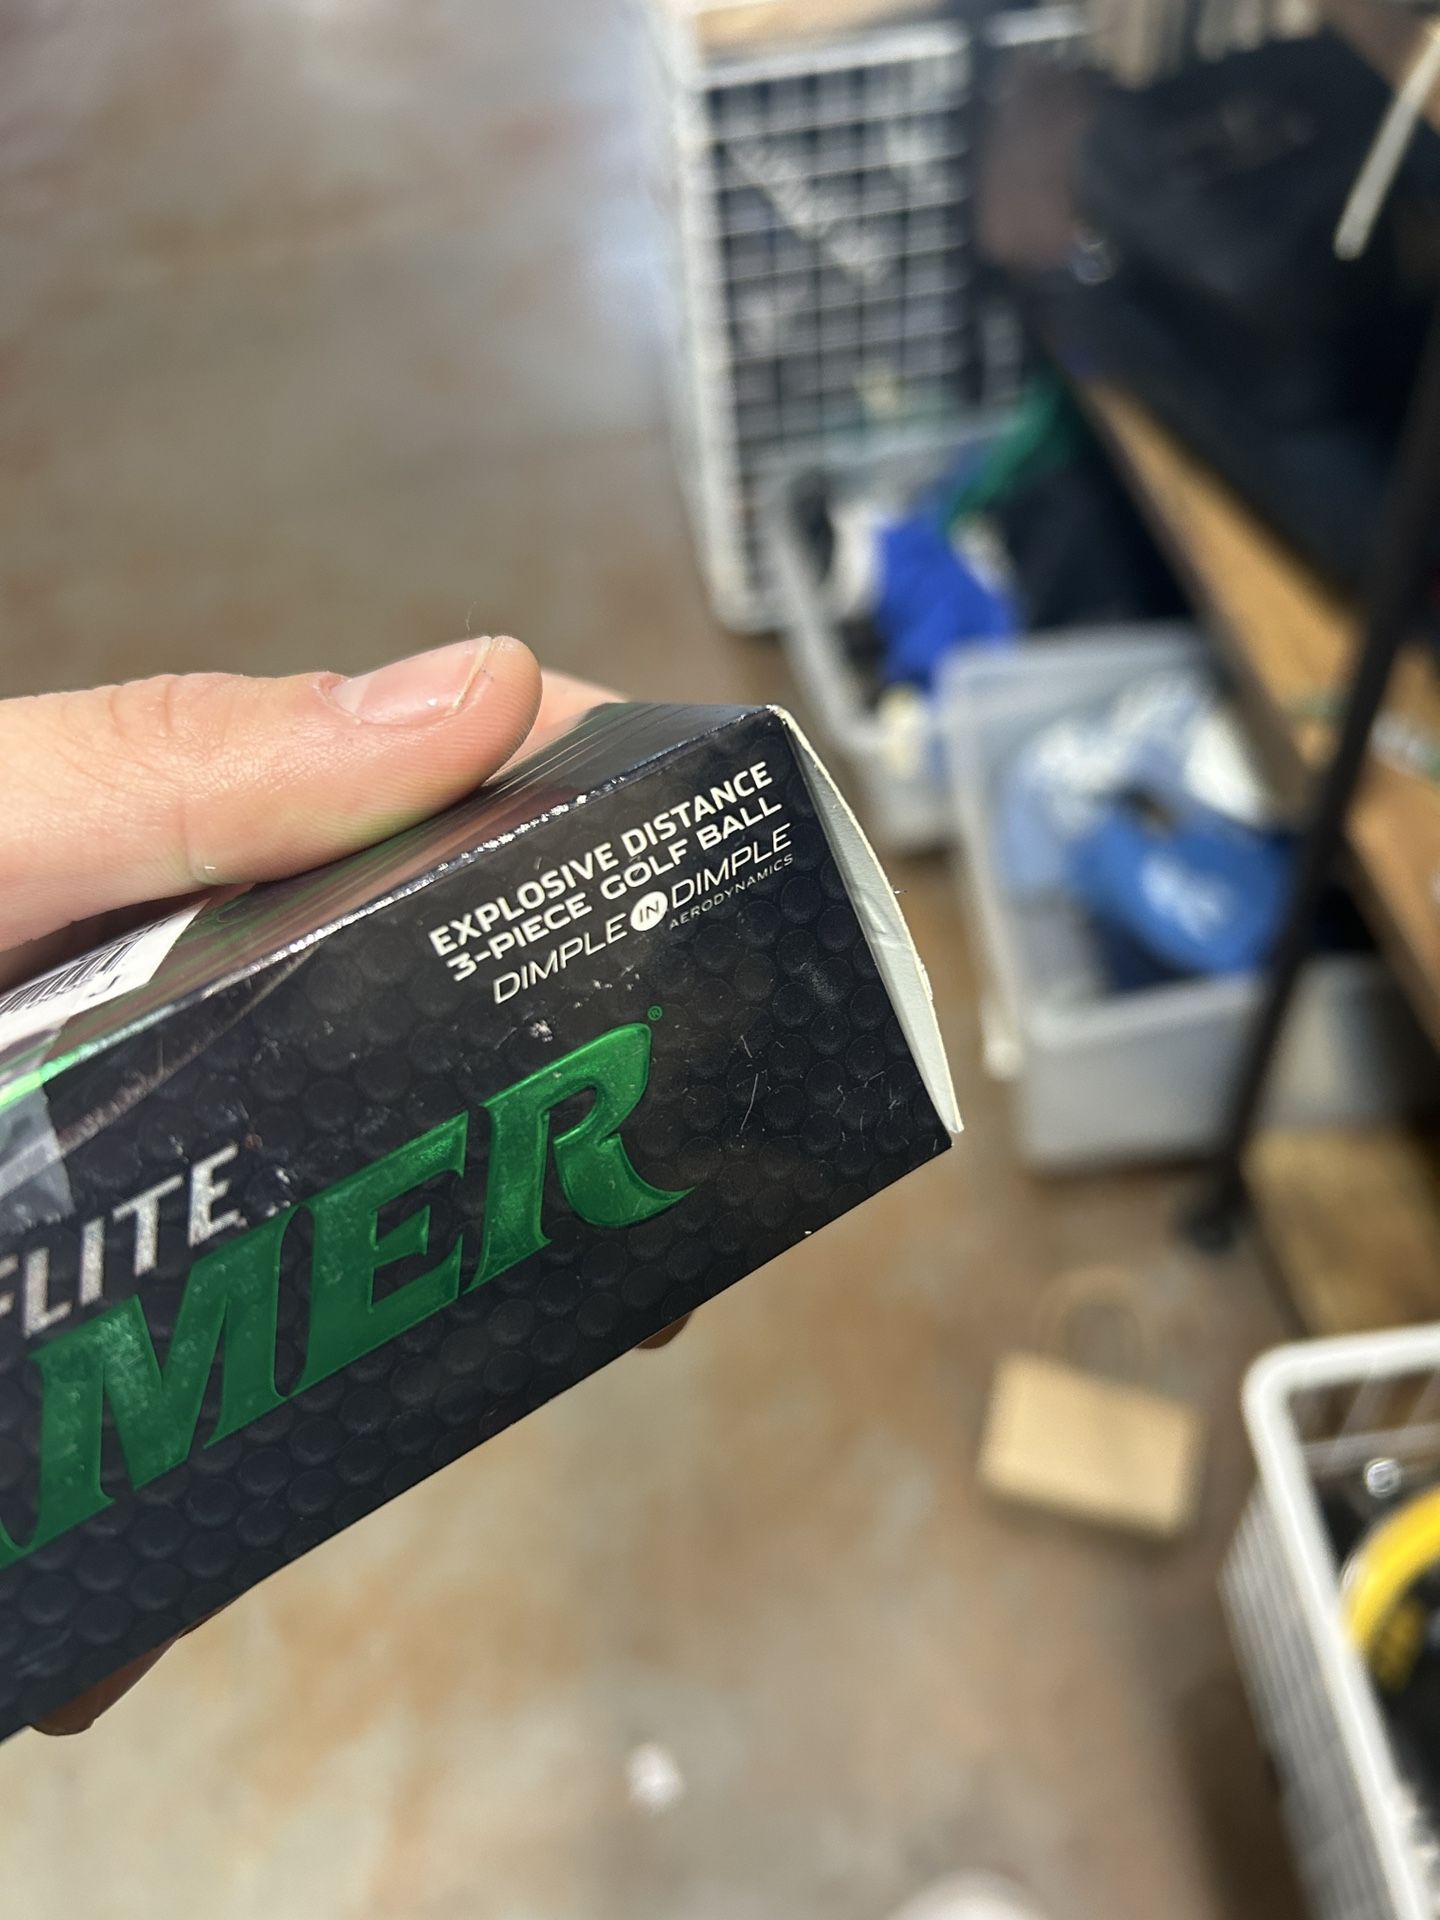 EXPLOSIVE DISTANCE
3-PIECE GOLF BALL
DIMPLE IN DIMPLE
AERODYNAMICS
FLITE
MER®